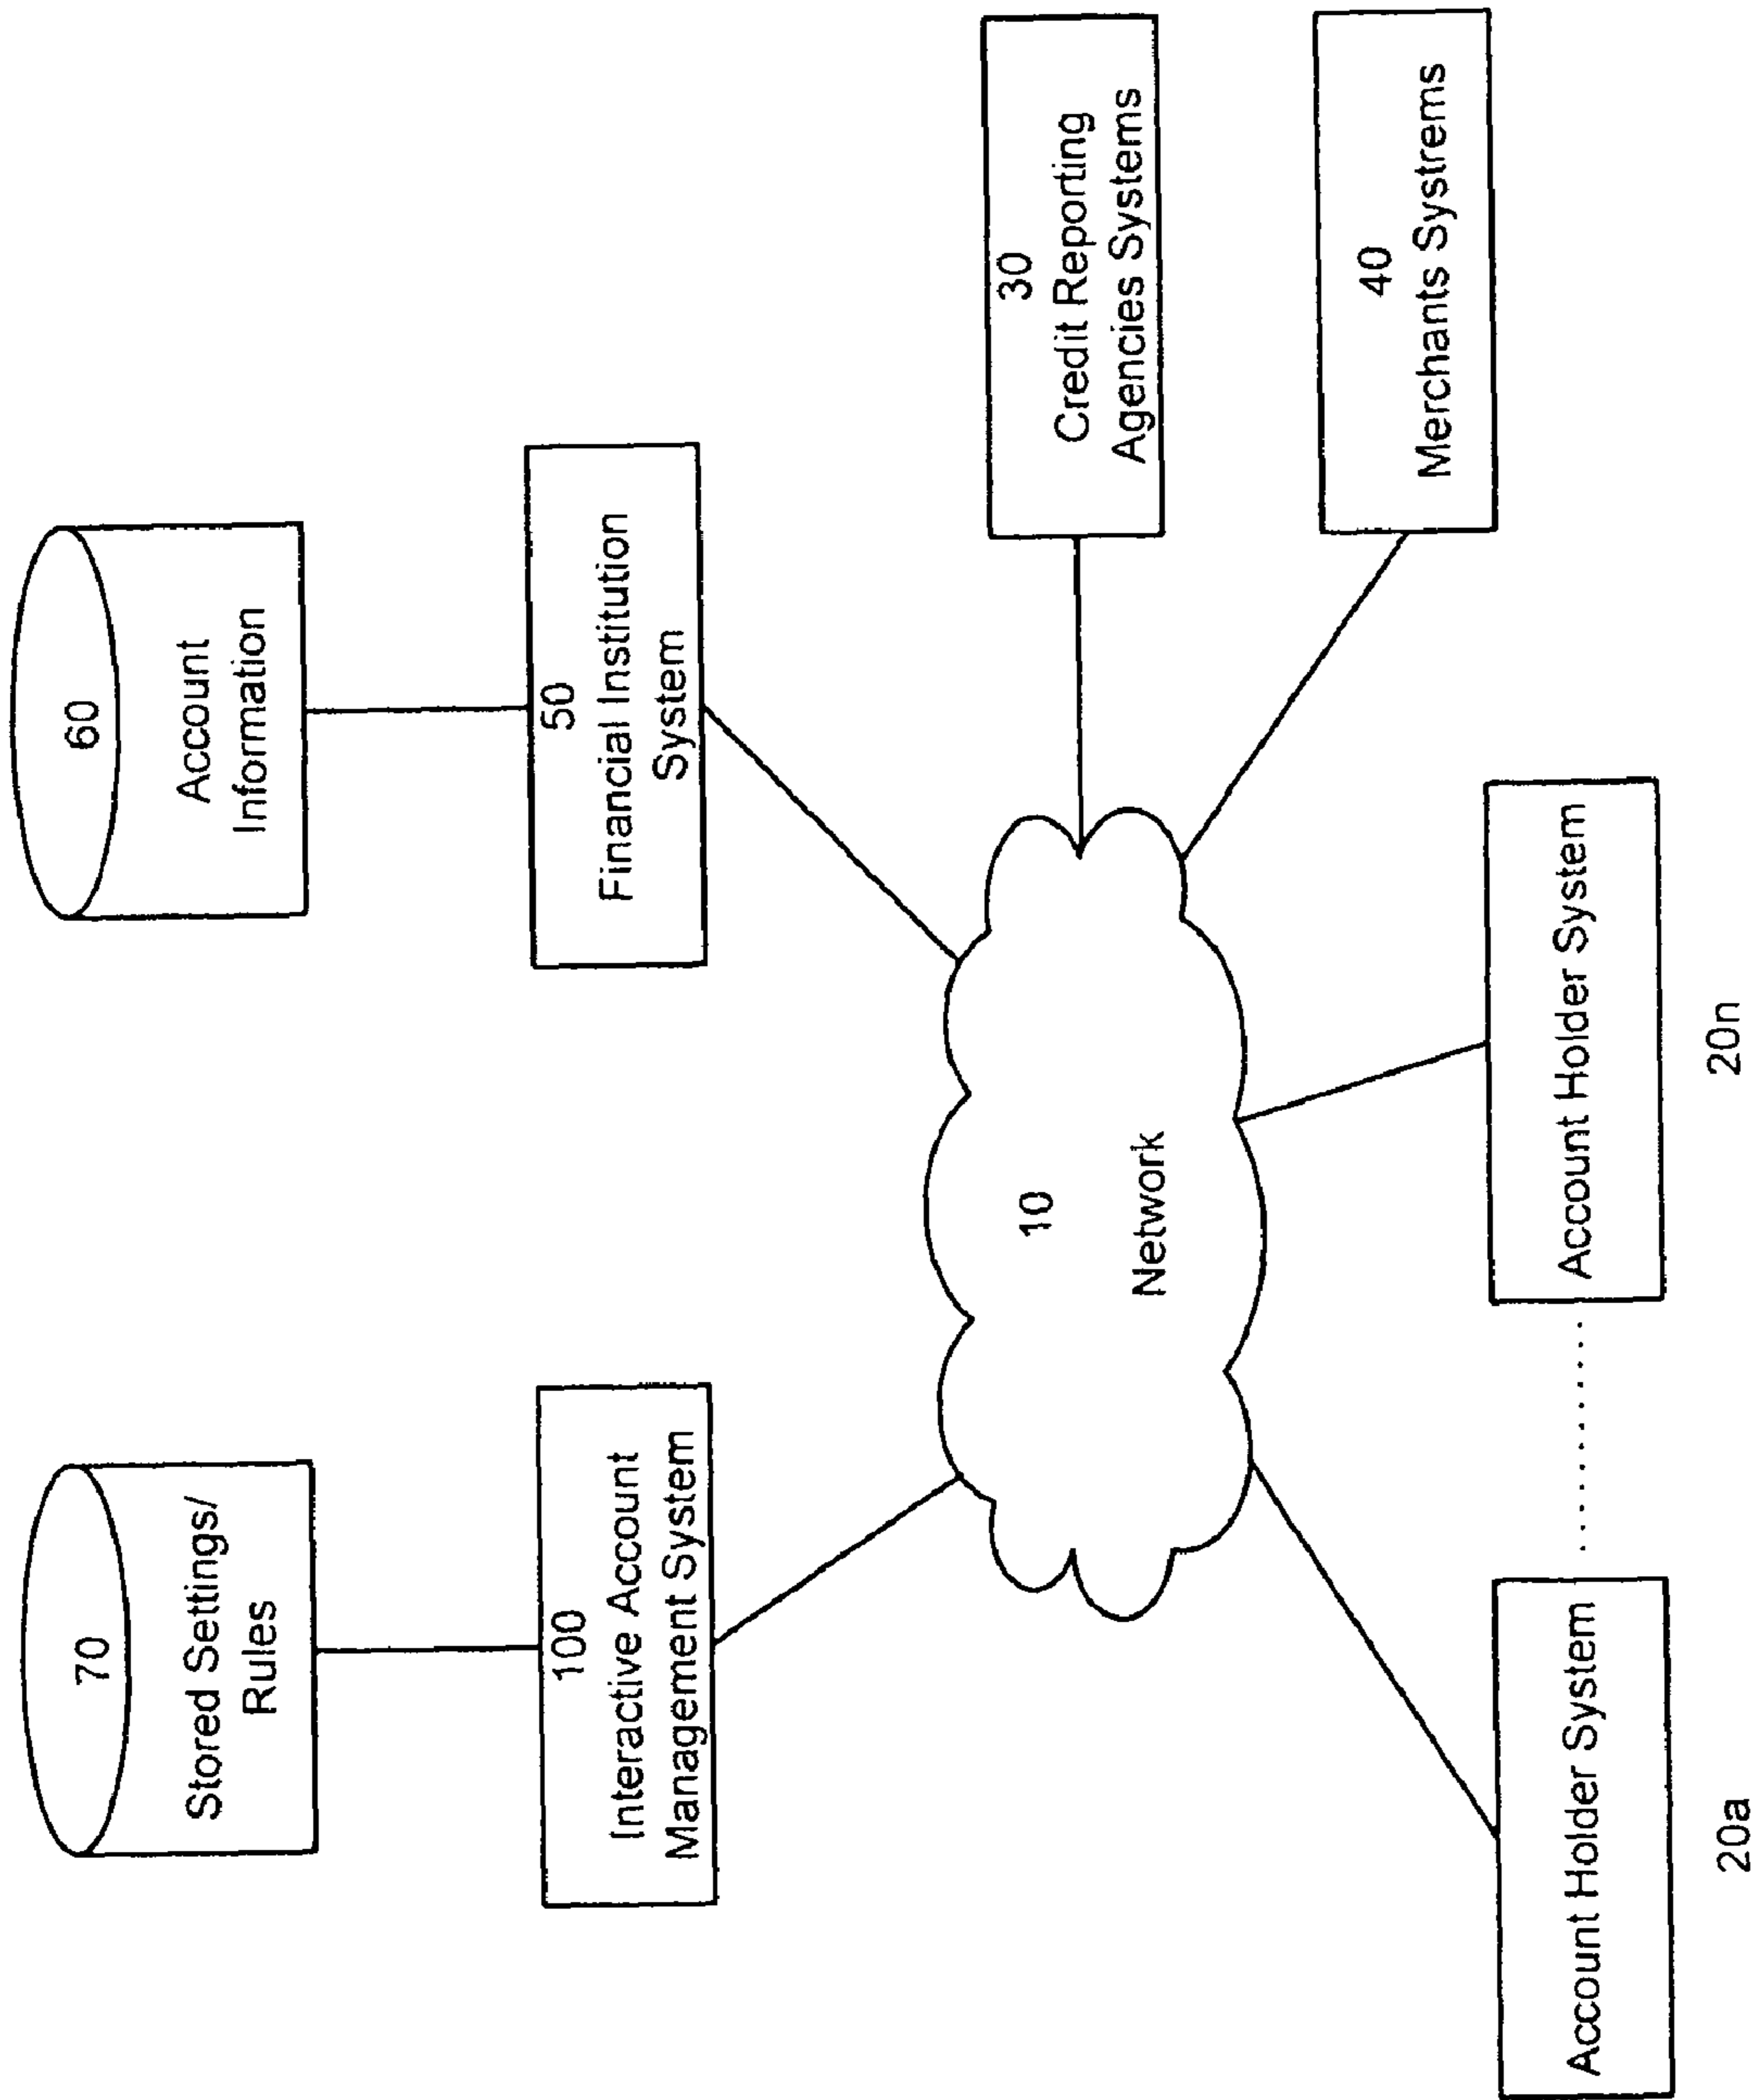 70
Stored Settings/
Rules
60
Account
Information
100
Interactive Account
Management System
50
Financial Institution
System
10
Network
30
Credit Reporting
Agencies Systems
40
Merchants Systrems
Account Holder System
20a
Account Holder System
20n